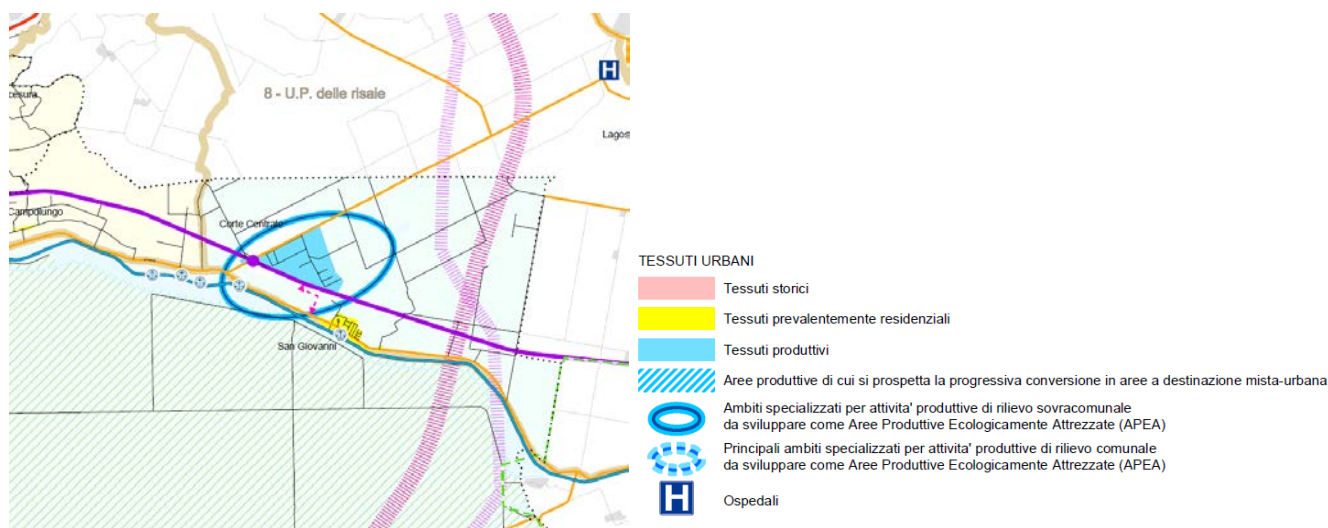 8 - U.P. delle risaie
H
Lagos
Campolungo
Corte Centrale
San Giovanni
TESSUTI URBANI
Tessuti storici
Tessuti prevalentemente residenziali
Tessuti produttivi
Aree produttive di cui si prospetta la progressiva conversione in aree a destinazione mista-urbana
Ambiti specializzati per attivita' produttive di rilievo sovracomunale
da sviluppare come Aree Produttive Ecologicamente Attrezzate (APEA)
Principali ambiti specializzati per attivita' produttive di rilievo comunale
da sviluppare come Aree Produttive Ecologicamente Attrezzate (APEA)
H
Ospedali